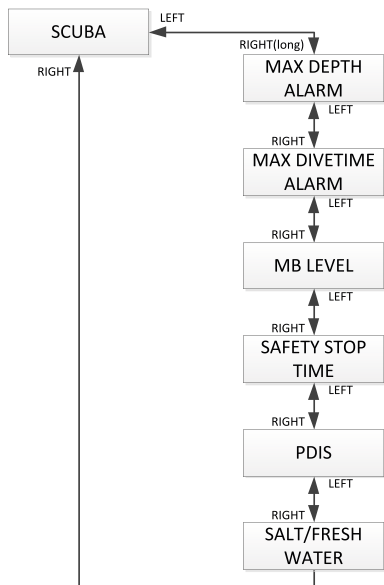 SCUBA
LEFT
RIGHT(long)
RIGHT
MAX DEPTH
ALARM
LEFT
RIGHT
MAX DIVETIME
ALARM
LEFT
RIGHT
MB LEVEL
LEFT
RIGHT
SAFETY STOP
TIME
LEFT
RIGHT
PDIS
LEFT
RIGHT
SALT/FRESH
WATER